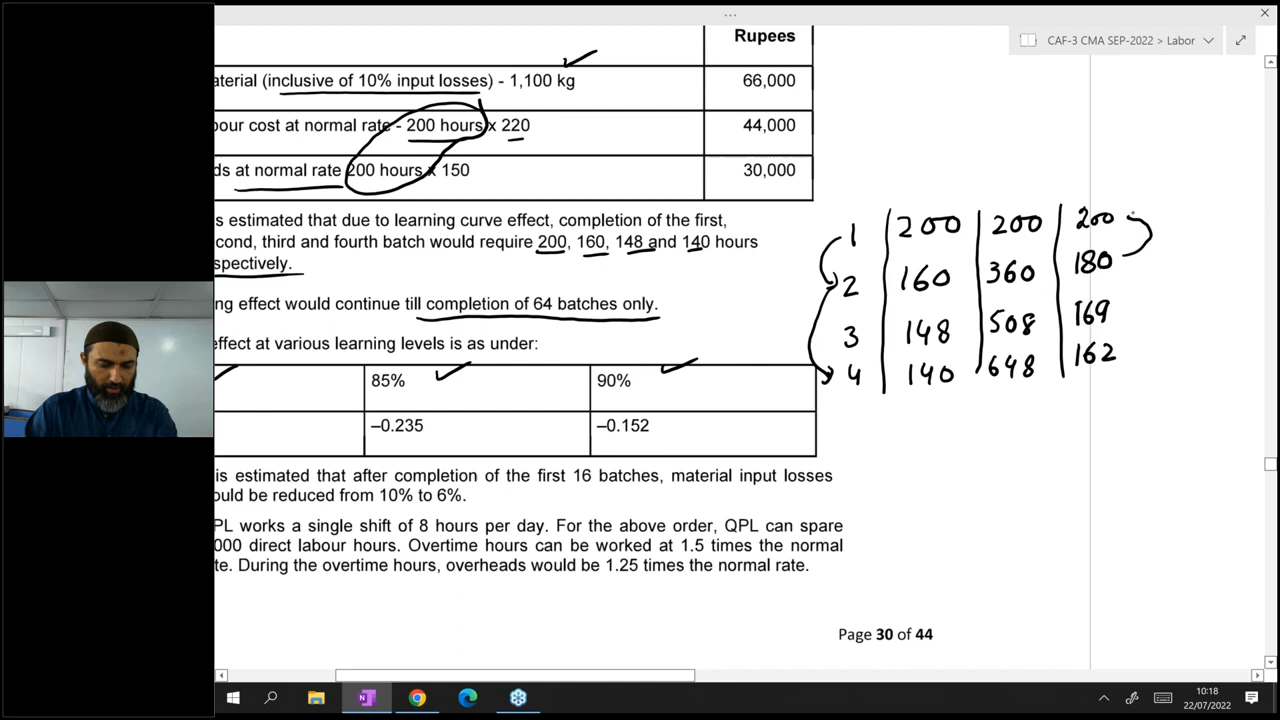 CAF-3 CMA SEP-2022 > Labor
Rupees
aterial (inclusive of 10% input losses) - 1,100 kg 66,000
our cost at normal rate - 200 hours x 220 44,000
ds at normal rate 200 hours x 150 30,000
s estimated that due to learning curve effect, completion of the first,
cond, third and fourth batch would require 200, 160, 148 and 140 hours
spectively.
ng effect would continue till completion of 64 batches only.
effect at various learning levels is as under:
85% 90%
–0.235 –0.152
is estimated that after completion of the first 16 batches, material input losses
ould be reduced from 10% to 6%.
PL works a single shift of 8 hours per day. For the above order, QPL can spare
000 direct labour hours. Overtime hours can be worked at 1.5 times the normal
te. During the overtime hours, overheads would be 1.25 times the normal rate.
1 200 200 200
2 160 360 180
3 148 508 169
4 140 648 162
Page 30 of 44
10:18
22/07/2022